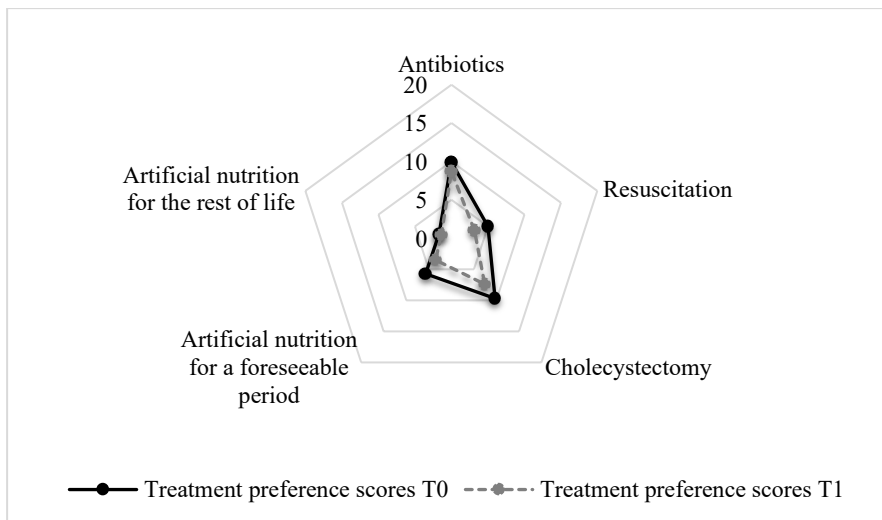 Antibiotics
20
15
10
5
0
Resuscitation
Cholecystectomy
Artificial nutrition
for a foreseeable
period
Artificial nutrition
for the rest of life
Treatment preference scores T0
Treatment preference scores T1